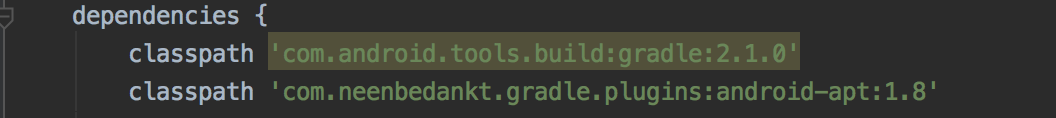 dependencies {
classpath 'com.android.tools.build:gradle:2.1.0'
classpath 'com.neenbedankt.gradle.plugins:android-apt:1.8'